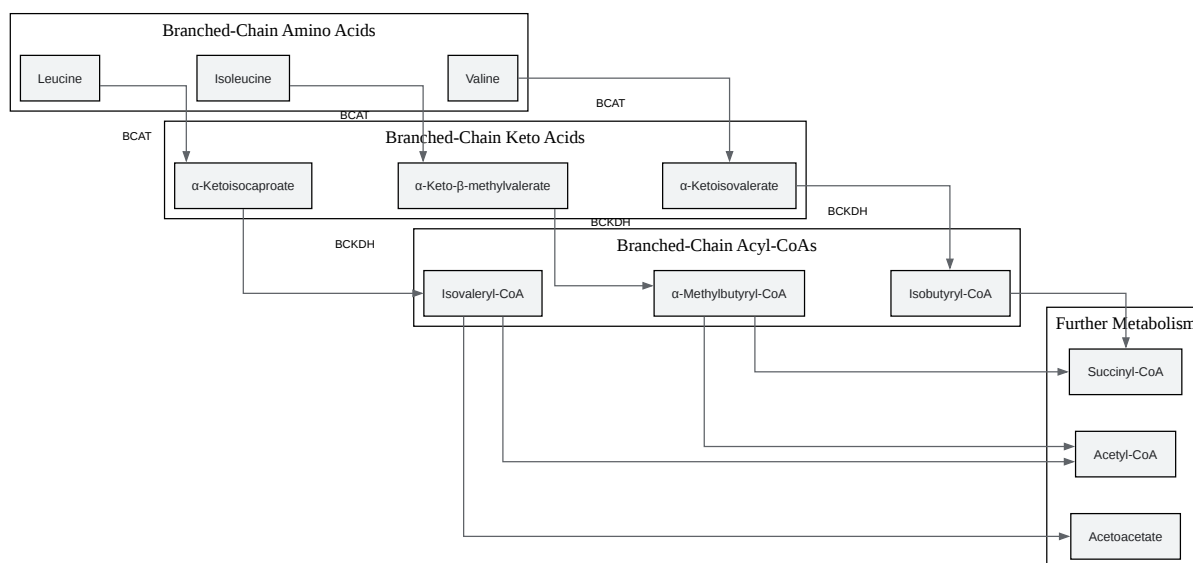 Branched-Chain Amino Acids
Leucine
Isoleucine
Valine
BCAT
BCAT
BCAT
Branched-Chain Keto Acids
α-Ketoisocaproate
α-Keto-β-methylvalerate
α-Ketoisovalerate
BCKDH
BCKDH
BCKDH
Branched-Chain Acyl-CoAs
Isovaleryl-CoA
α-Methylbutyryl-CoA
Isobutyryl-CoA
Further Metabolism
Succinyl-CoA
Acetyl-CoA
Acetoacetate